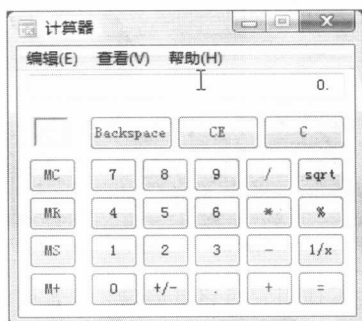 计算器
编辑(E) 查看(V) 帮助(H)
0.
Backspace CE C
MC 7 8 9 / sqrt
MR 4 5 6 * %
MS 1 2 3 - 1/x
M+ 0 +/- . + =